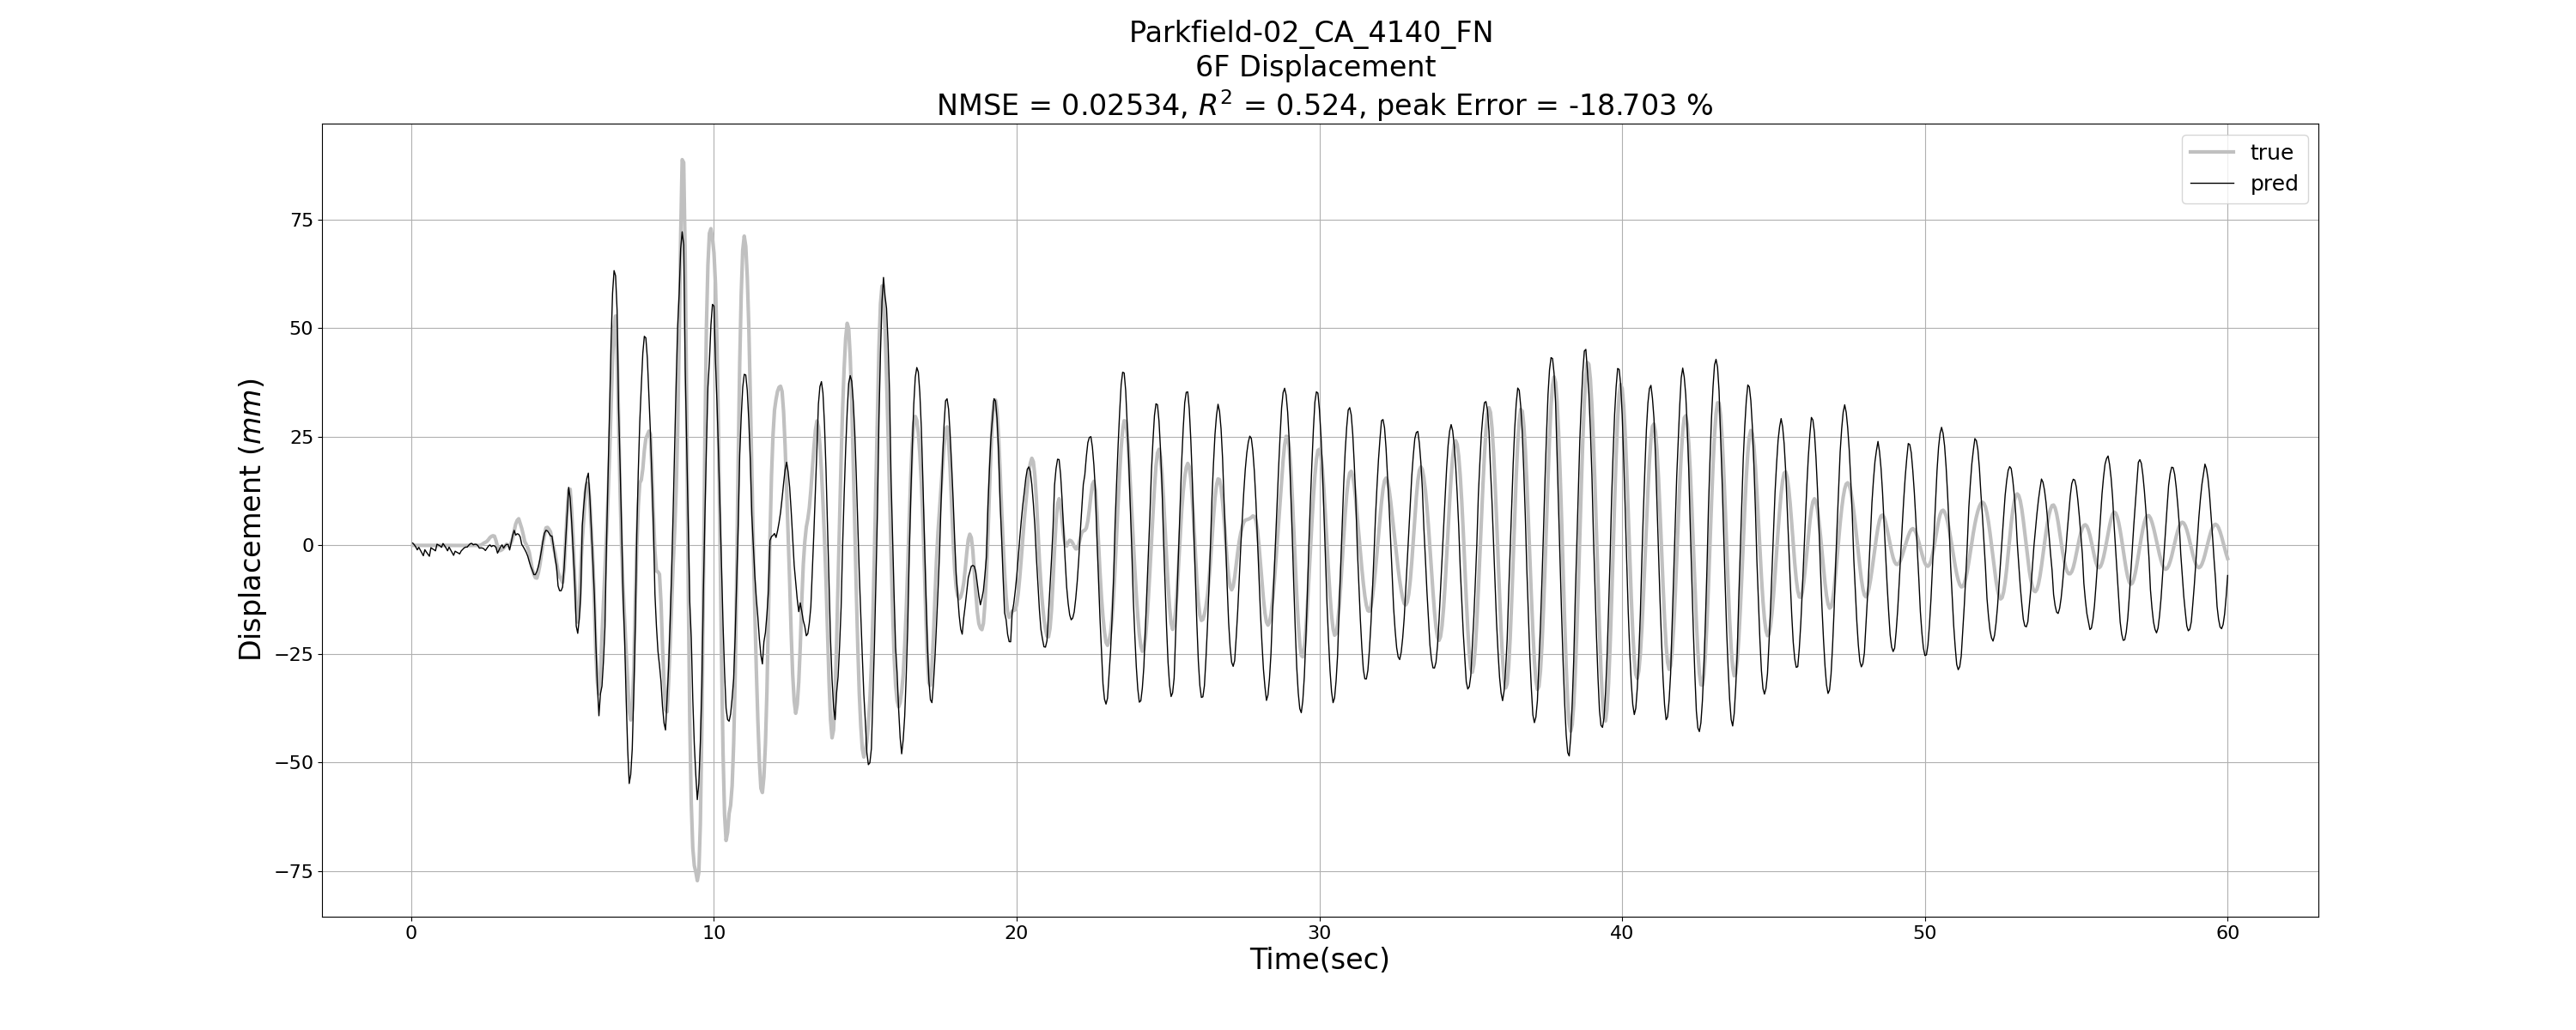 Parkfield-02_CA_4140_FN
6F Displacement
NMSE = 0.02534, R² = 0.524, peak Error = -18.703 %
true
pred
Displacement (mm)
75
50
25
0
−25
−50
−75
0 10 20 30 40 50 60
Time(sec)